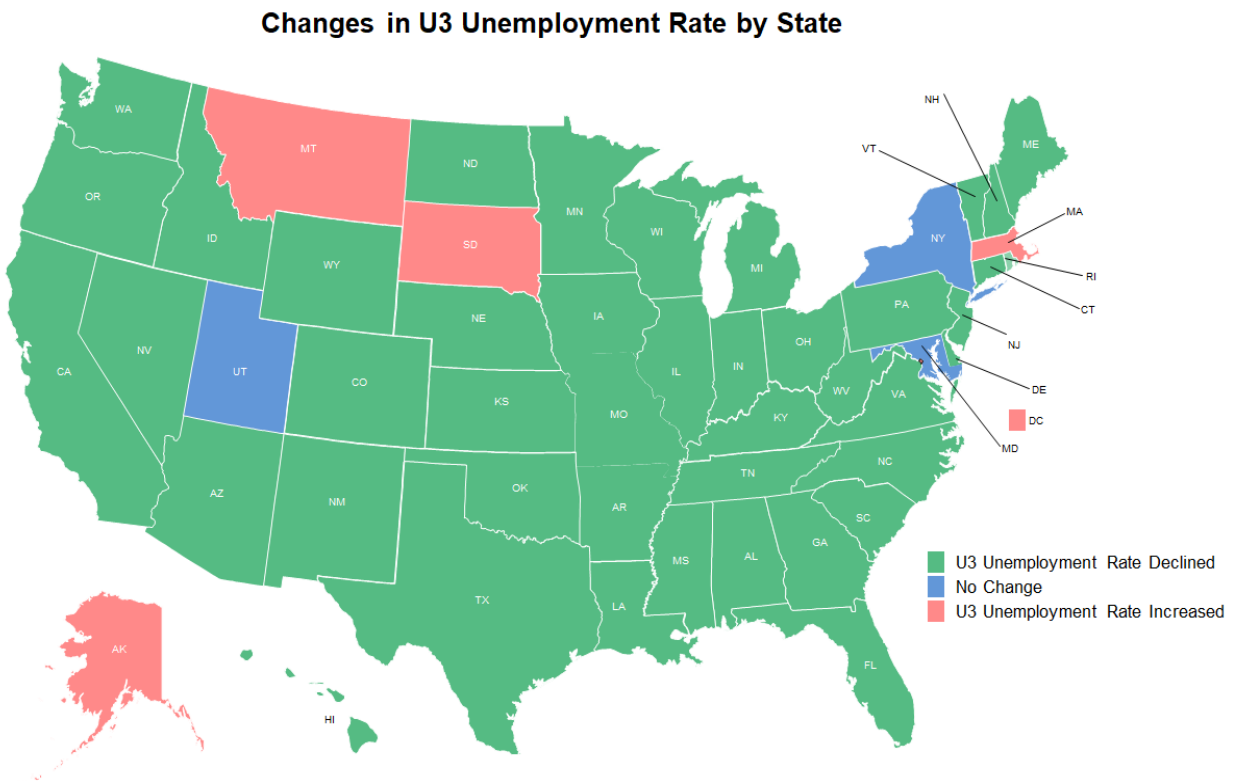 Changes in U3 Unemployment Rate by State
NH
WA
VT
ME
MT
ND
OR
MN
MA
WI
NY
ID
SD
WY
MI
RI
PA
CT
NE
IA
NJ
OH
NV
IN
CA
UT
IL
CO
DE
WV
VA
KS
MO
KY
DC
MD
NC
TN
OK
AZ
NM
AR
SC
GA
MS
AL
U3 Unemployment Rate Declined
No Change
TX
LA
U3 Unemployment Rate Increased
AK
FL
HI